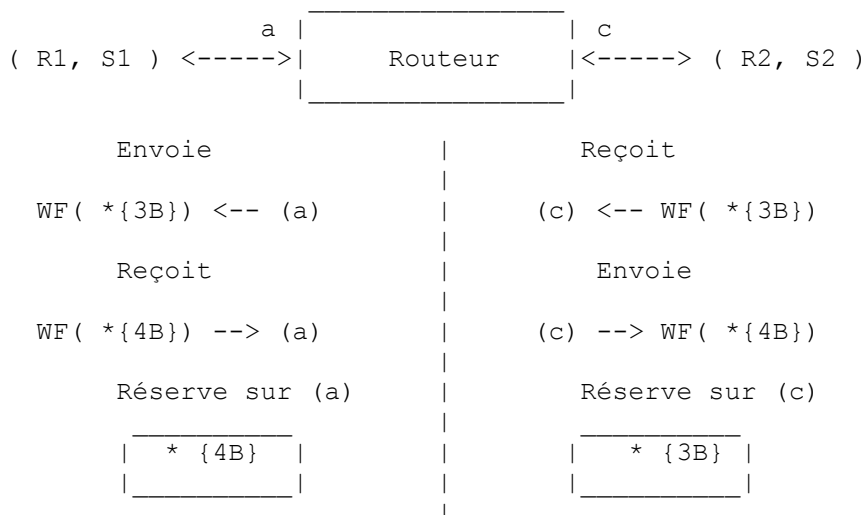 a | | c
( R1, S1 ) <----->| Routeur |<-----> ( R2, S2 )
Envoie | Reçoit
WF( *{3B}) <-- (a) | (c) <-- WF( *{3B})
Reçoit | Envoie
WF( *{4B}) --> (a) | (c) --> WF( *{4B})
Réserve sur (a) | Réserve sur (c)
| * {4B} | | | * {3B} |